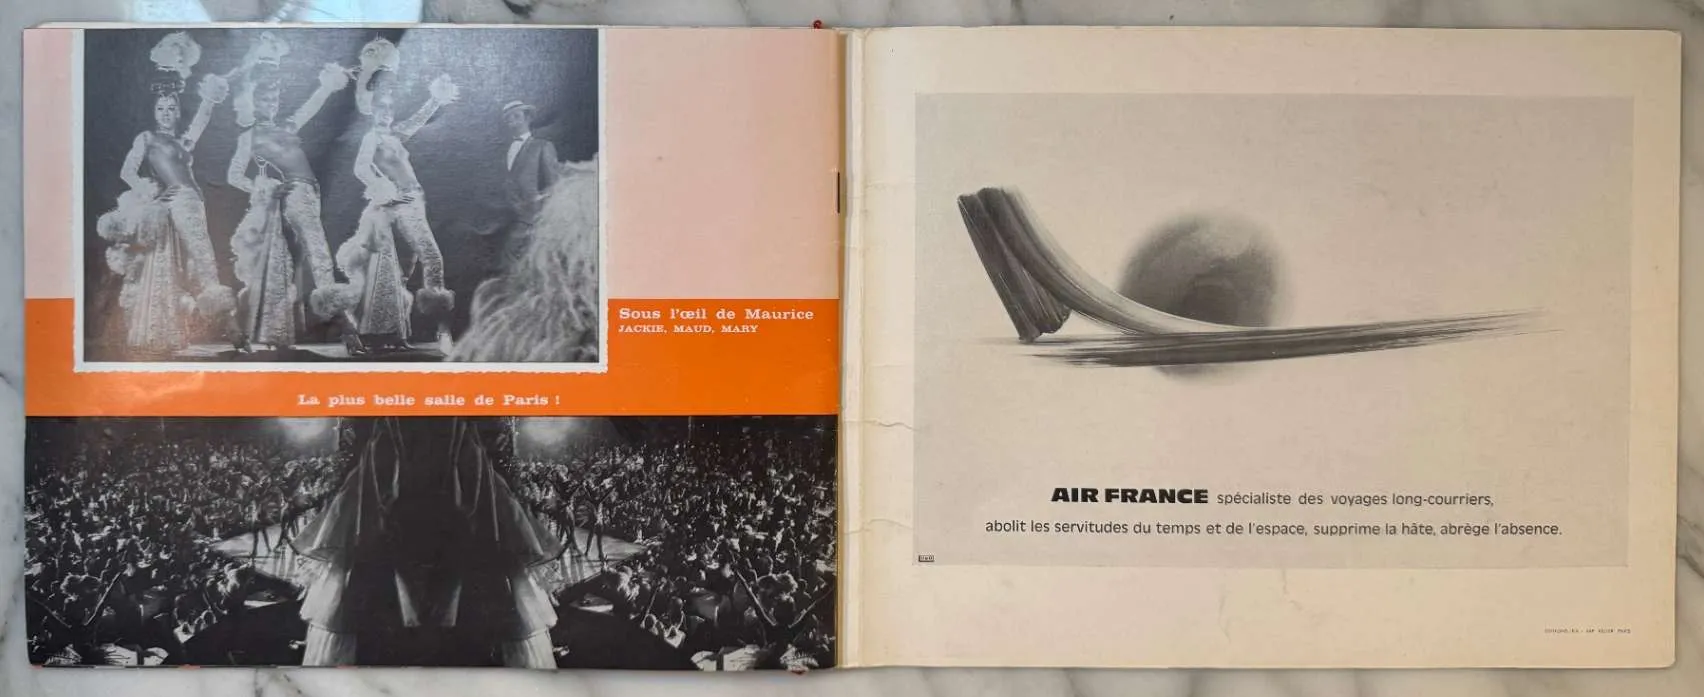 Sous l'œil de Maurice
JACKIE, MAUD, MARY
La plus belle salle de Paris !
AIR FRANCE spécialiste des voyages long-courriers,
abolit les servitudes du temps et de l'espace, supprime la hâte, abrège l'absence.